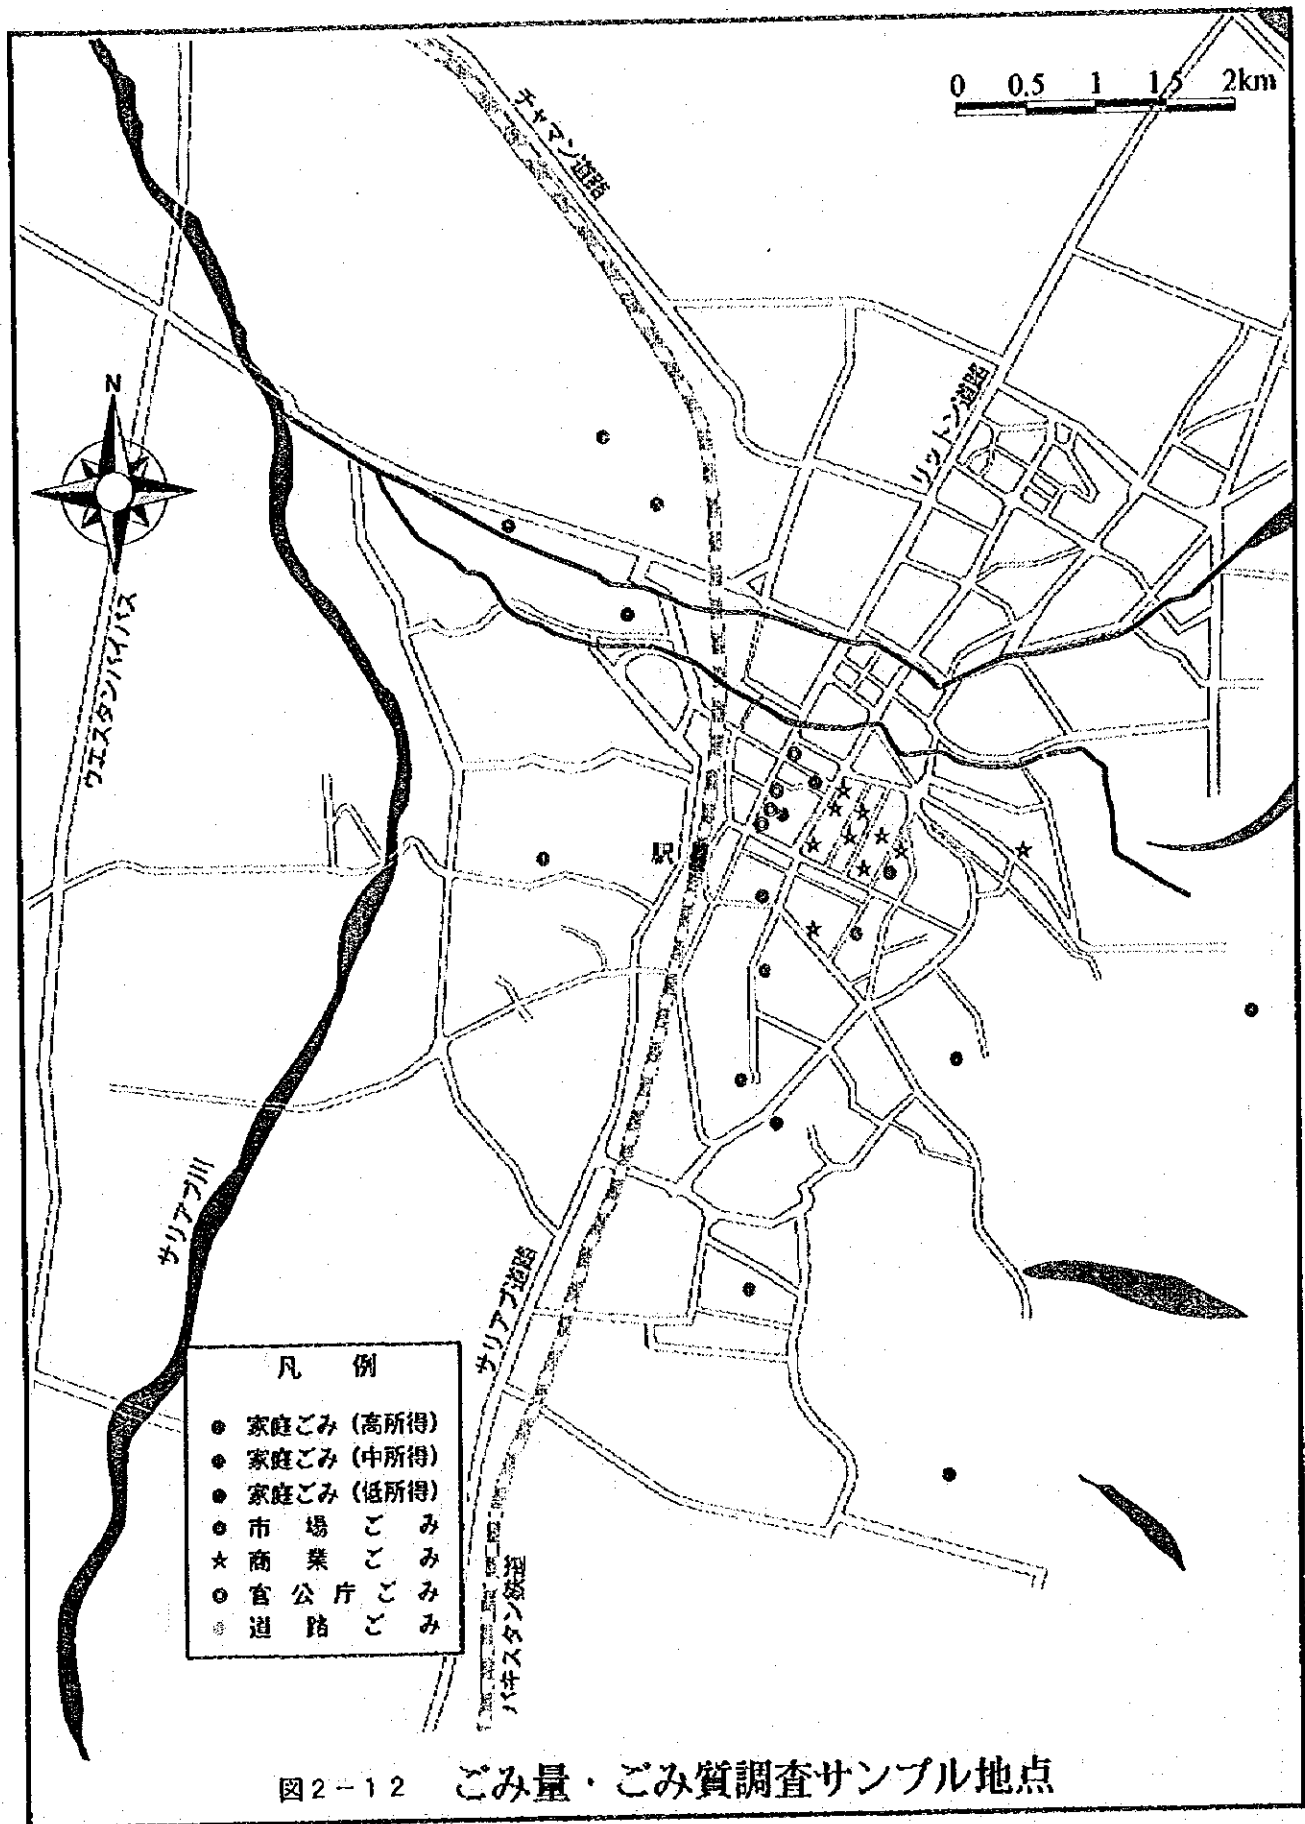 0 0.5 1 1.5 2km
チャマン道路
リットン道路
N
ウエスタンバイパス
駅
サリアブ川
サリアブ道路
パキスタン鉄道
凡 例
家庭ごみ (高所得)
家庭ごみ (中所得)
家庭ごみ (低所得)
市 場 ご み
商 業 ご み
官 公 庁 ご み
道 路 ご み
図2-12 ごみ量・ごみ質調査サンプル地点